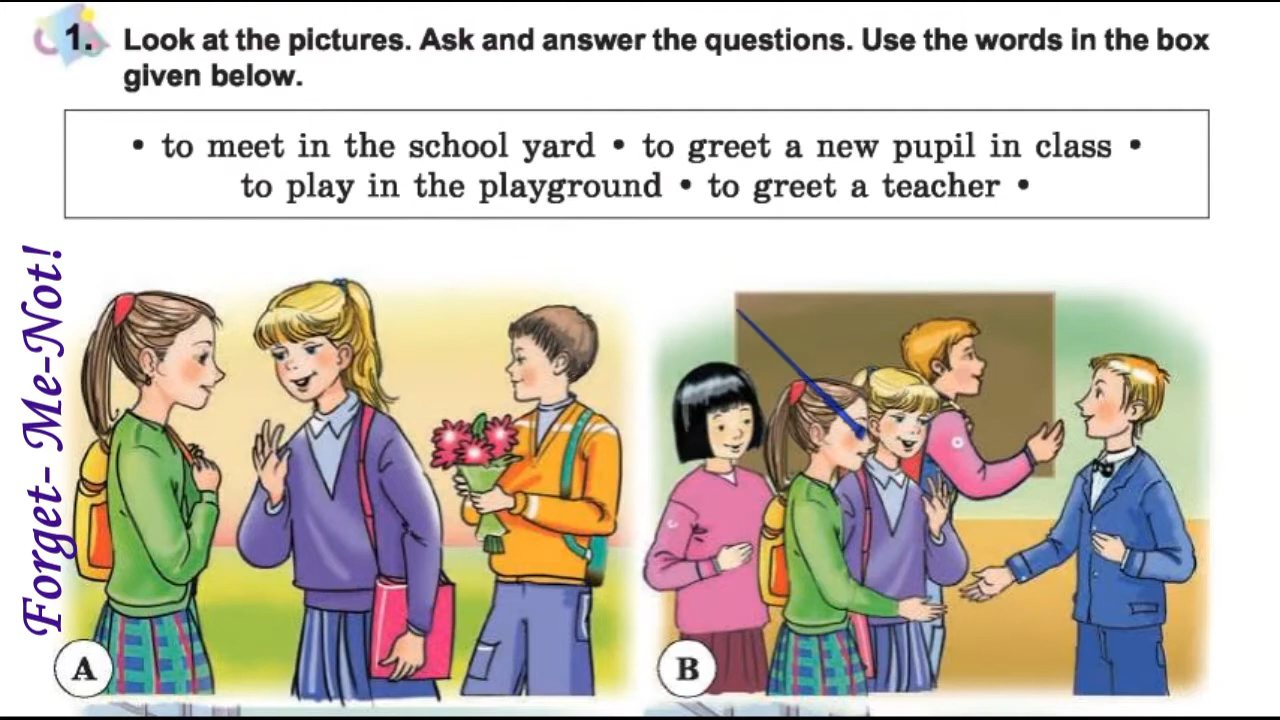 1. Look at the pictures. Ask and answer the questions. Use the words in the box
given below.
• to meet in the school yard • to greet a new pupil in class •
to play in the playground • to greet a teacher •
Forget- Me-Not!
A
B